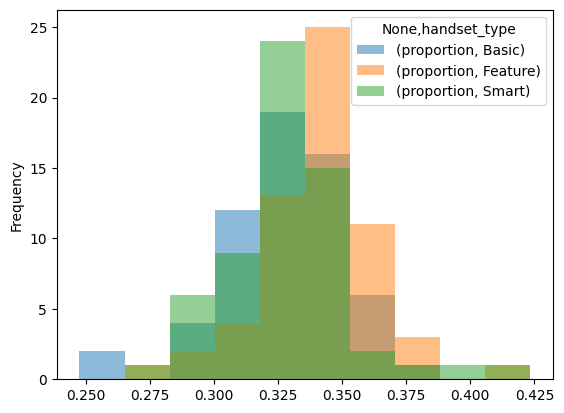 25
20
15
10
5
0
Frequency
None,handset_type
(proportion, Basic)
(proportion, Feature)
(proportion, Smart)
0.250 0.275 0.300 0.325 0.350 0.375 0.400 0.425